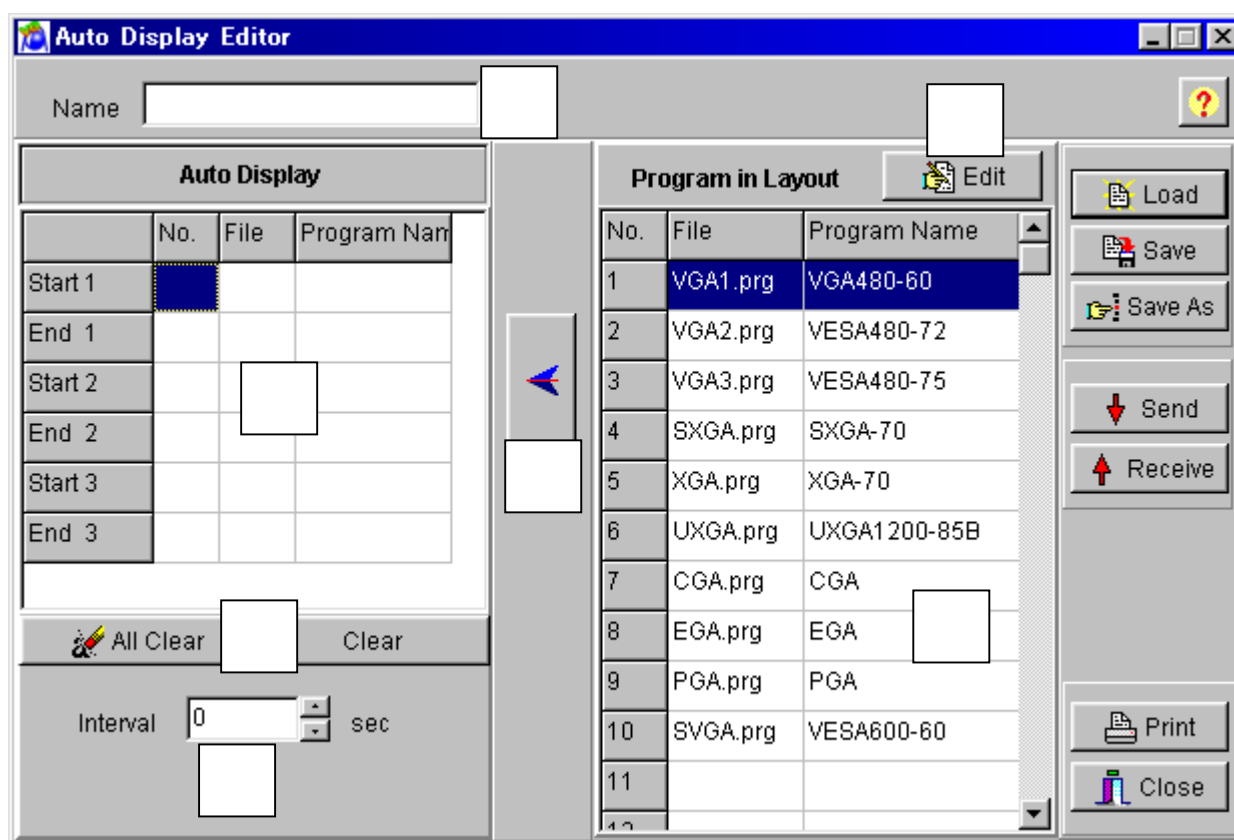 Auto Display Editor
Name
Auto Display
No. File Program Nam
Start 1
End 1
Start 2
End 2
Start 3
End 3
All Clear Clear
Interval 0 sec
Program in Layout Edit
No. File Program Name
1 VGA1.prg VGA480-60
2 VGA2.prg VESA480-72
3 VGA3.prg VESA480-75
4 SXGA.prg SXGA-70
5 XGA.prg XGA-70
6 UXGA.prg UXGA1200-85B
7 CGA.prg CGA
8 EGA.prg EGA
9 PGA.prg PGA
10 SVGA.prg VESA600-60
11
?
Load
Save
Save As
Send
Receive
Print
Close